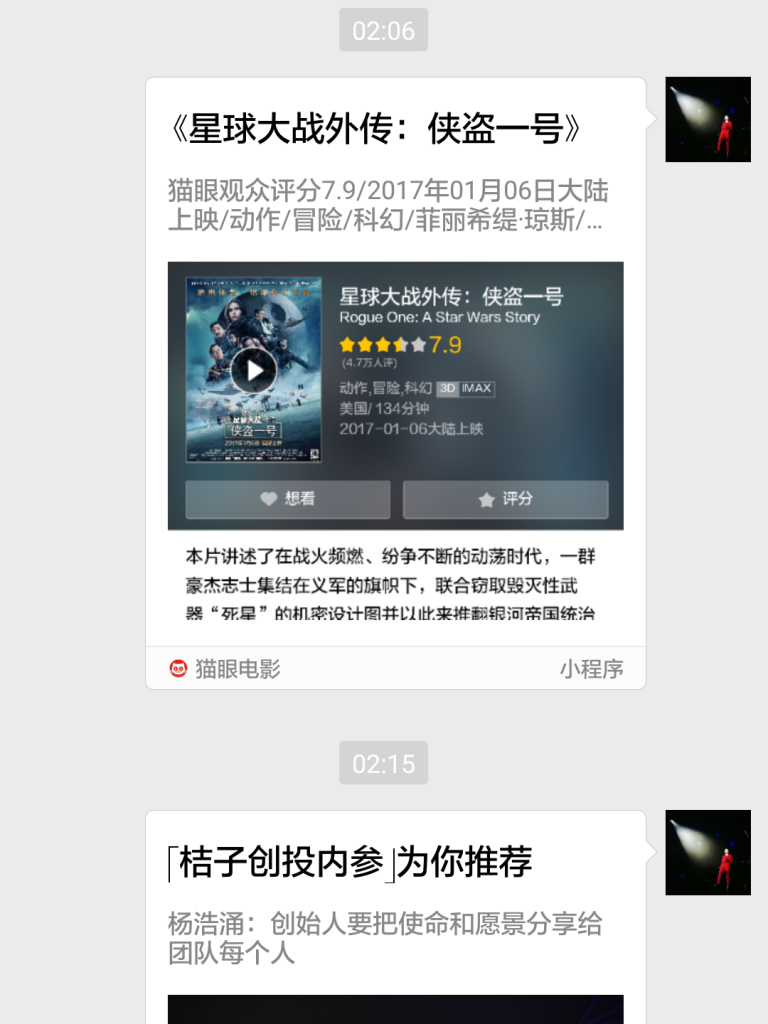 02:06
《星球大战外传：侠盗一号》
猫眼观众评分7.9/2017年01月06日大陆
上映/动作/冒险/科幻/菲丽希缇·琼斯/...
星球大战外传：侠盗一号
Rogue One: A Star Wars Story
7.9
(4.7万人评)
动作,冒险,科幻 3D IMAX
美国/ 134分钟
2017-01-06大陆上映
星球大战
侠盗一号
想看
评分
本片讲述了在战火频燃、纷争不断的动荡时代，一群
豪杰志士集结在义军的旗帜下，联合窃取毁灭性武
器“死星”的机密设计图并以此来推翻银河帝国统治
猫眼电影
小程序
02:15
「桔子创投内参」为你推荐
杨浩涌：创始人要把使命和愿景分享给
团队每个人